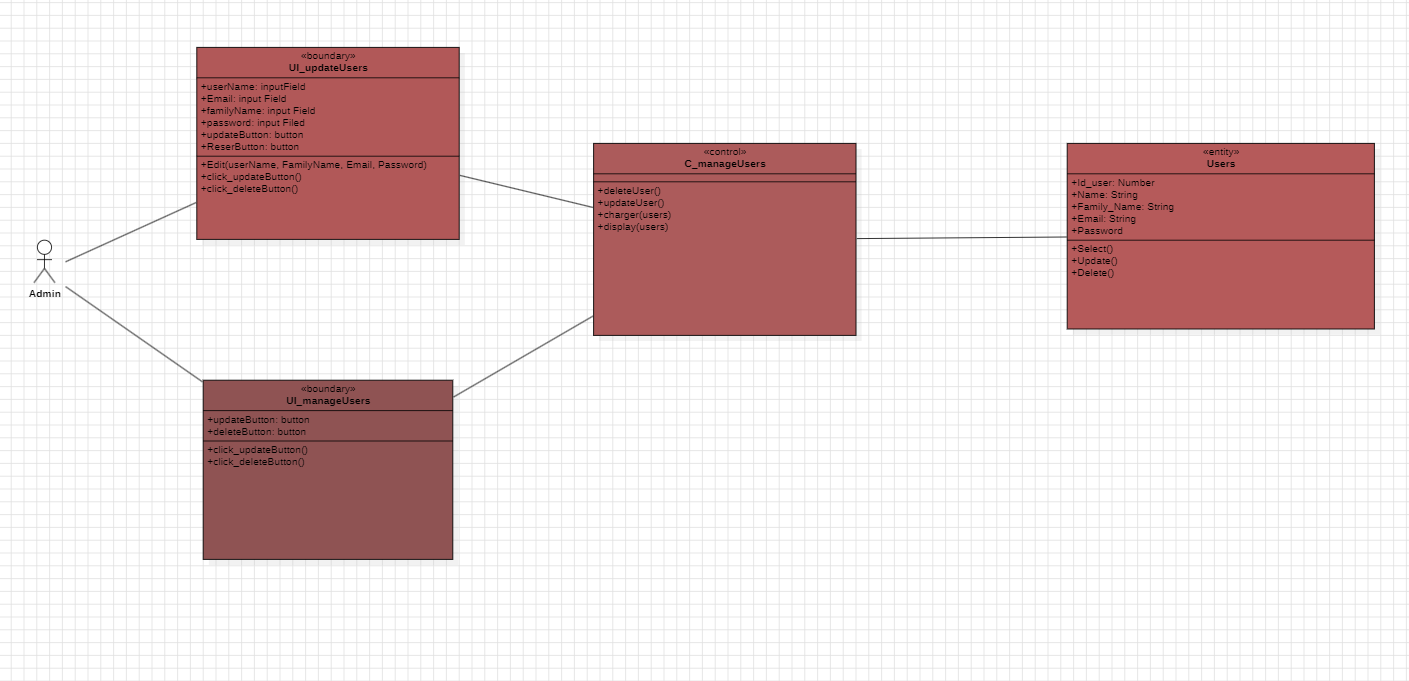 «boundary»
UI_updateUsers
+userName: inputField
+Email: input Field
+familyName: input Field
+password: input Filed
+updateButton: button
+ReserButton: button
+Edit(userName, FamilyName, Email, Password)
+click_updateButton()
+click_deleteButton()
Admin
«boundary»
UI_manageUsers
+updateButton: button
+deleteButton: button
+click_updateButton()
+click_deleteButton()
«control»
C_manageUsers
+deleteUser()
+updateUser()
+charger(users)
+display(users)
«entity»
Users
+Id_user: Number
+Name: String
+Family_Name: String
+Email: String
+Password
+Select()
+Update()
+Delete()